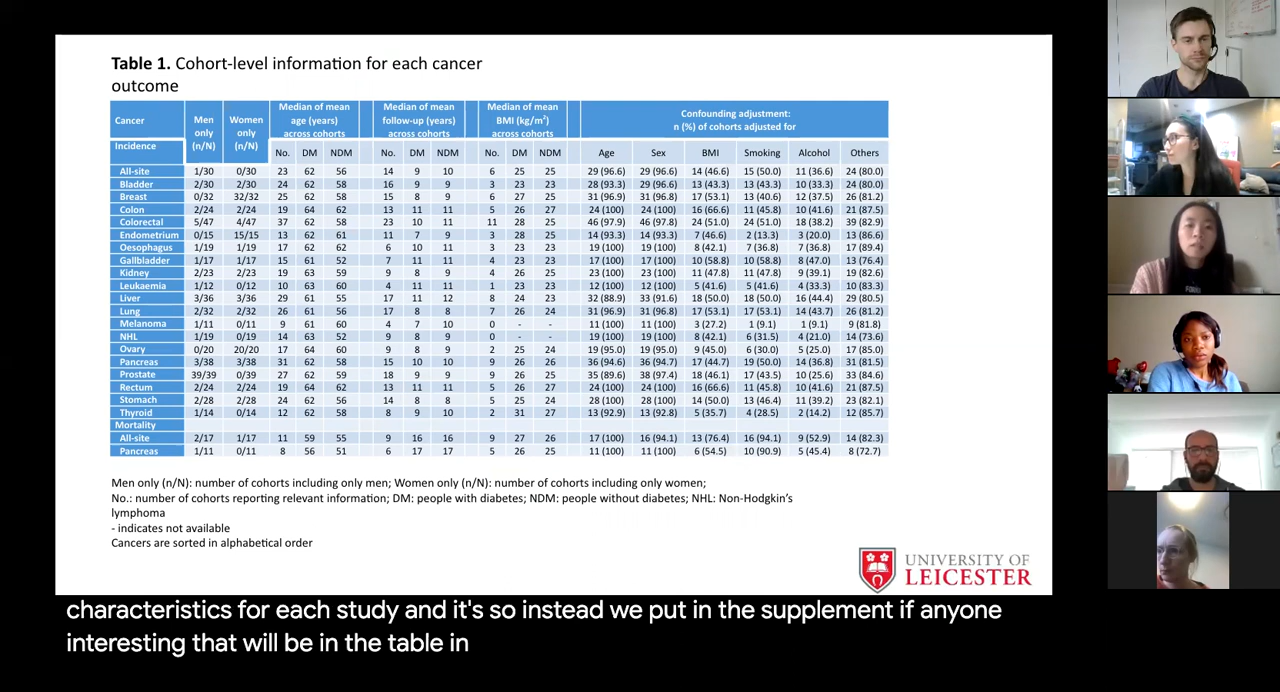 Table 1. Cohort-level information for each cancer
outcome
Cancer Men only (n/N) Women only (n/N) Median of mean age (years) across cohorts Median of mean follow-up (years) across cohorts Median of mean BMI (kg/m²) across cohorts Confounding adjustment: n (%) of cohorts adjusted for
Incidence No. DM NDM No. DM NDM No. DM NDM Age Sex BMI Smoking Alcohol Others
All-site 1/30 0/30 23 62 56 14 9 10 6 25 25 29 (96.6) 29 (96.6) 14 (46.6) 15 (50.0) 11 (36.6) 24 (80.0)
Bladder 2/30 2/30 24 62 58 16 9 9 3 23 23 28 (93.3) 29 (96.6) 13 (43.3) 13 (43.3) 10 (33.3) 24 (80.0)
Breast 0/32 32/32 25 62 58 15 8 9 6 27 25 31 (96.9) 31 (96.8) 17 (53.1) 13 (40.6) 12 (37.5) 26 (81.2)
Colon 2/24 2/24 19 64 62 13 11 11 5 26 27 24 (100) 24 (100) 16 (66.6) 11 (45.8) 10 (41.6) 21 (87.5)
Colorectal 5/47 4/47 37 62 58 23 10 11 11 28 25 46 (97.9) 46 (97.8) 24 (51.0) 24 (51.0) 18 (38.2) 39 (82.9)
Endometrium 0/15 15/15 13 62 61 11 7 9 3 28 25 14 (93.3) 14 (93.3) 7 (46.6) 2 (13.3) 3 (20.0) 13 (86.6)
Oesophagus 1/19 1/19 17 62 62 6 10 11 23 23 19 (100) 19 (100) 8 (42.1) 7 (36.8) 7 (36.8) 17 (89.4)
Gallbladder 1/17 1/17 15 61 52 7 11 11 4 23 23 17 (100) 17 (100) 10 (58.8) 10 (58.8) 8 (47.0) 13 (76.4)
Kidney 2/23 2/23 19 63 59 9 8 9 4 26 25 23 (100) 23 (100) 11 (47.8) 11 (47.8) 9 (39.1) 19 (82.6)
Leukaemia 1/12 0/12 10 63 60 4 11 11 1 23 23 12 (100) 12 (100) 5 (41.6) 5 (41.6) 4 (33.3) 10 (83.3)
Liver 3/36 3/36 29 61 55 17 11 12 8 24 23 32 (88.9) 33 (91.6) 18 (50.0) 18 (50.0) 16 (44.4) 29 (80.5)
Lung 2/32 2/32 26 61 56 17 8 8 7 26 24 31 (96.9) 31 (96.8) 17 (53.1) 17 (53.1) 14 (43.7) 26 (81.2)
Melanoma 1/11 0/11 9 61 60 4 7 10 0 - - 11 (100) 11 (100) 3 (27.2) 1 (9.1) 1 (9.1) 9 (81.8)
NHL 1/19 0/19 14 63 52 9 8 9 0 - - 19 (100) 19 (100) 8 (42.1) 6 (31.5) 4 (21.0) 14 (73.6)
Ovary 0/20 20/20 17 64 60 9 8 9 2 25 24 19 (95.0) 19 (95.0) 9 (45.0) 6 (30.0) 5 (25.0) 17 (85.0)
Pancreas 3/38 3/38 31 62 58 15 10 10 9 26 26 36 (94.6) 36 (94.7) 17 (44.7) 19 (50.0) 14 (36.8) 31 (81.5)
Prostate 39/39 0/39 27 62 59 18 9 9 5 26 26 35 (89.6) 38 (97.4) 18 (46.1) 17 (43.5) 10 (25.6) 33 (84.6)
Rectum 2/24 2/24 19 64 62 13 11 11 5 26 27 24 (100) 24 (100) 16 (66.6) 11 (45.8) 10 (41.6) 21 (87.5)
Stomach 2/28 2/28 24 62 56 14 8 8 5 25 24 28 (100) 28 (100) 14 (50.0) 13 (46.4) 11 (39.2) 23 (82.1)
Thyroid 1/14 0/14 12 62 58 8 9 10 2 31 27 13 (92.9) 13 (92.8) 5 (35.7) 4 (28.5) 2 (14.2) 12 (85.7)
Mortality
All-site 2/17 1/17 11 59 55 9 16 16 9 27 26 17 (100) 16 (94.1) 13 (76.4) 16 (94.1) 9 (52.9) 14 (82.3)
Pancreas 1/11 0/11 8 56 51 6 17 17 5 26 25 11 (100) 11 (100) 6 (54.5) 10 (90.9) 5 (45.4) 8 (72.7)
Men only (n/N): number of cohorts including only men; Women only (n/N): number of cohorts including only women;
No.: number of cohorts reporting relevant information; DM: people with diabetes; NDM: people without diabetes; NHL: Non-Hodgkin's
lymphoma
- indicates not available
Cancers are sorted in alphabetical order
UNIVERSITY OF
LEICESTER
characteristics for each study and it's so instead we put in the supplement if anyone
interesting that will be in the table in